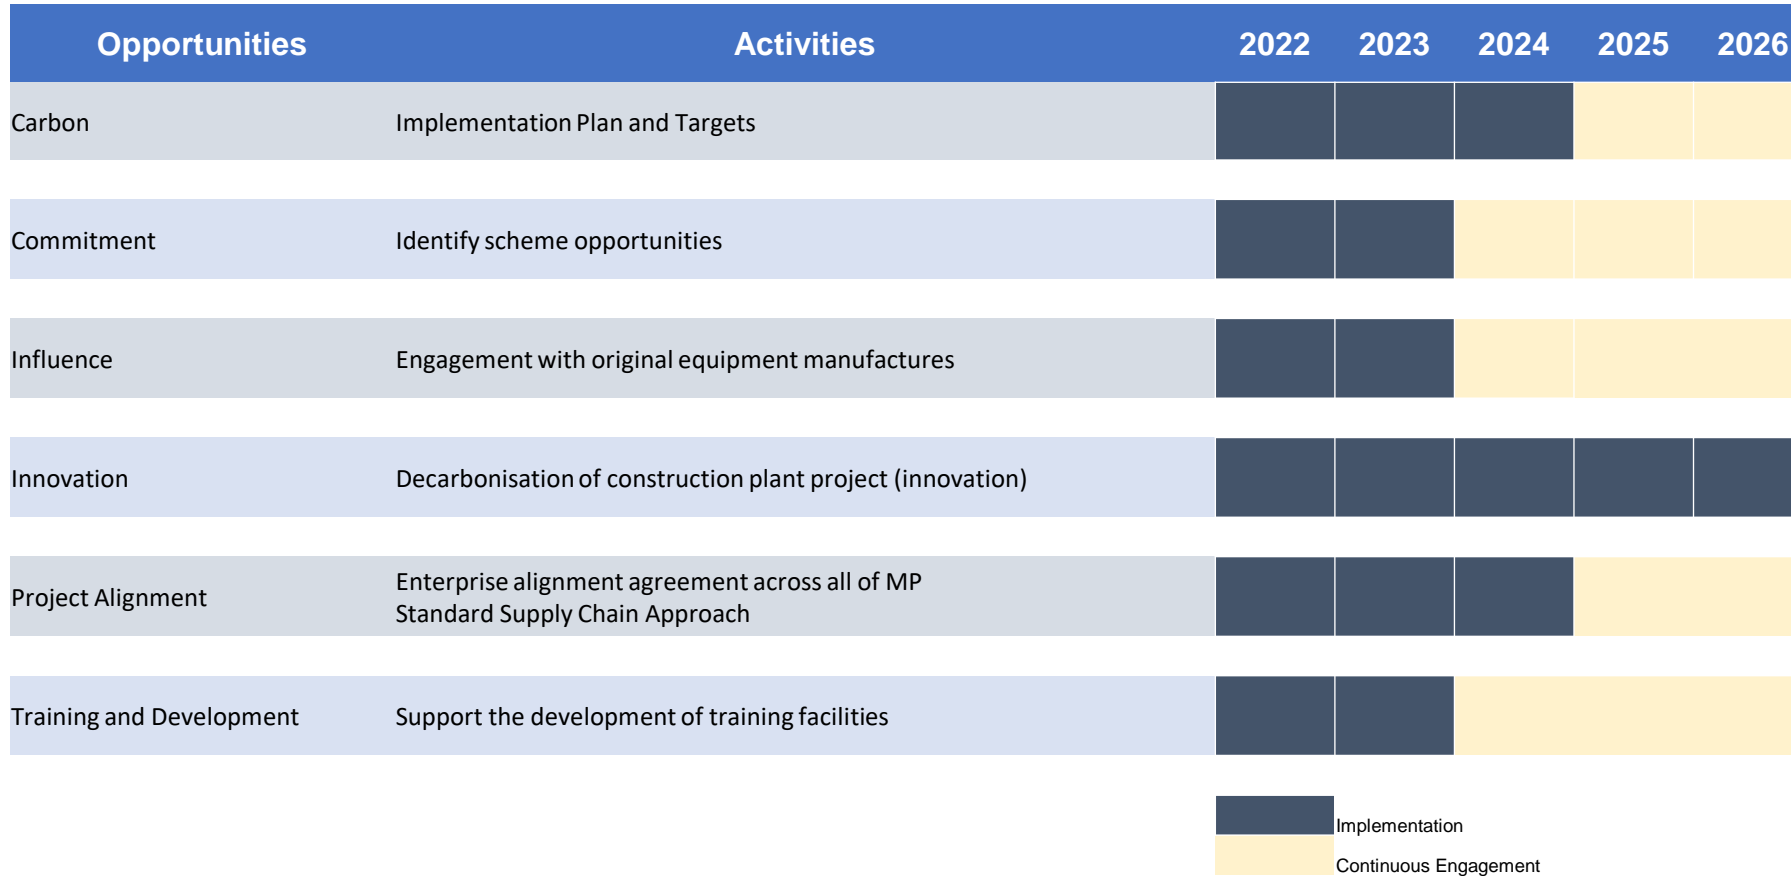 Opportunities Activities 2022 2023 2024 2025 2026
Carbon Implementation Plan and Targets
Commitment Identify scheme opportunities
Influence Engagement with original equipment manufactures
Innovation Decarbonisation of construction plant project (innovation)
Project Alignment Enterprise alignment agreement across all of MP
Standard Supply Chain Approach
Training and Development Support the development of training facilities
Implementation
Continuous Engagement